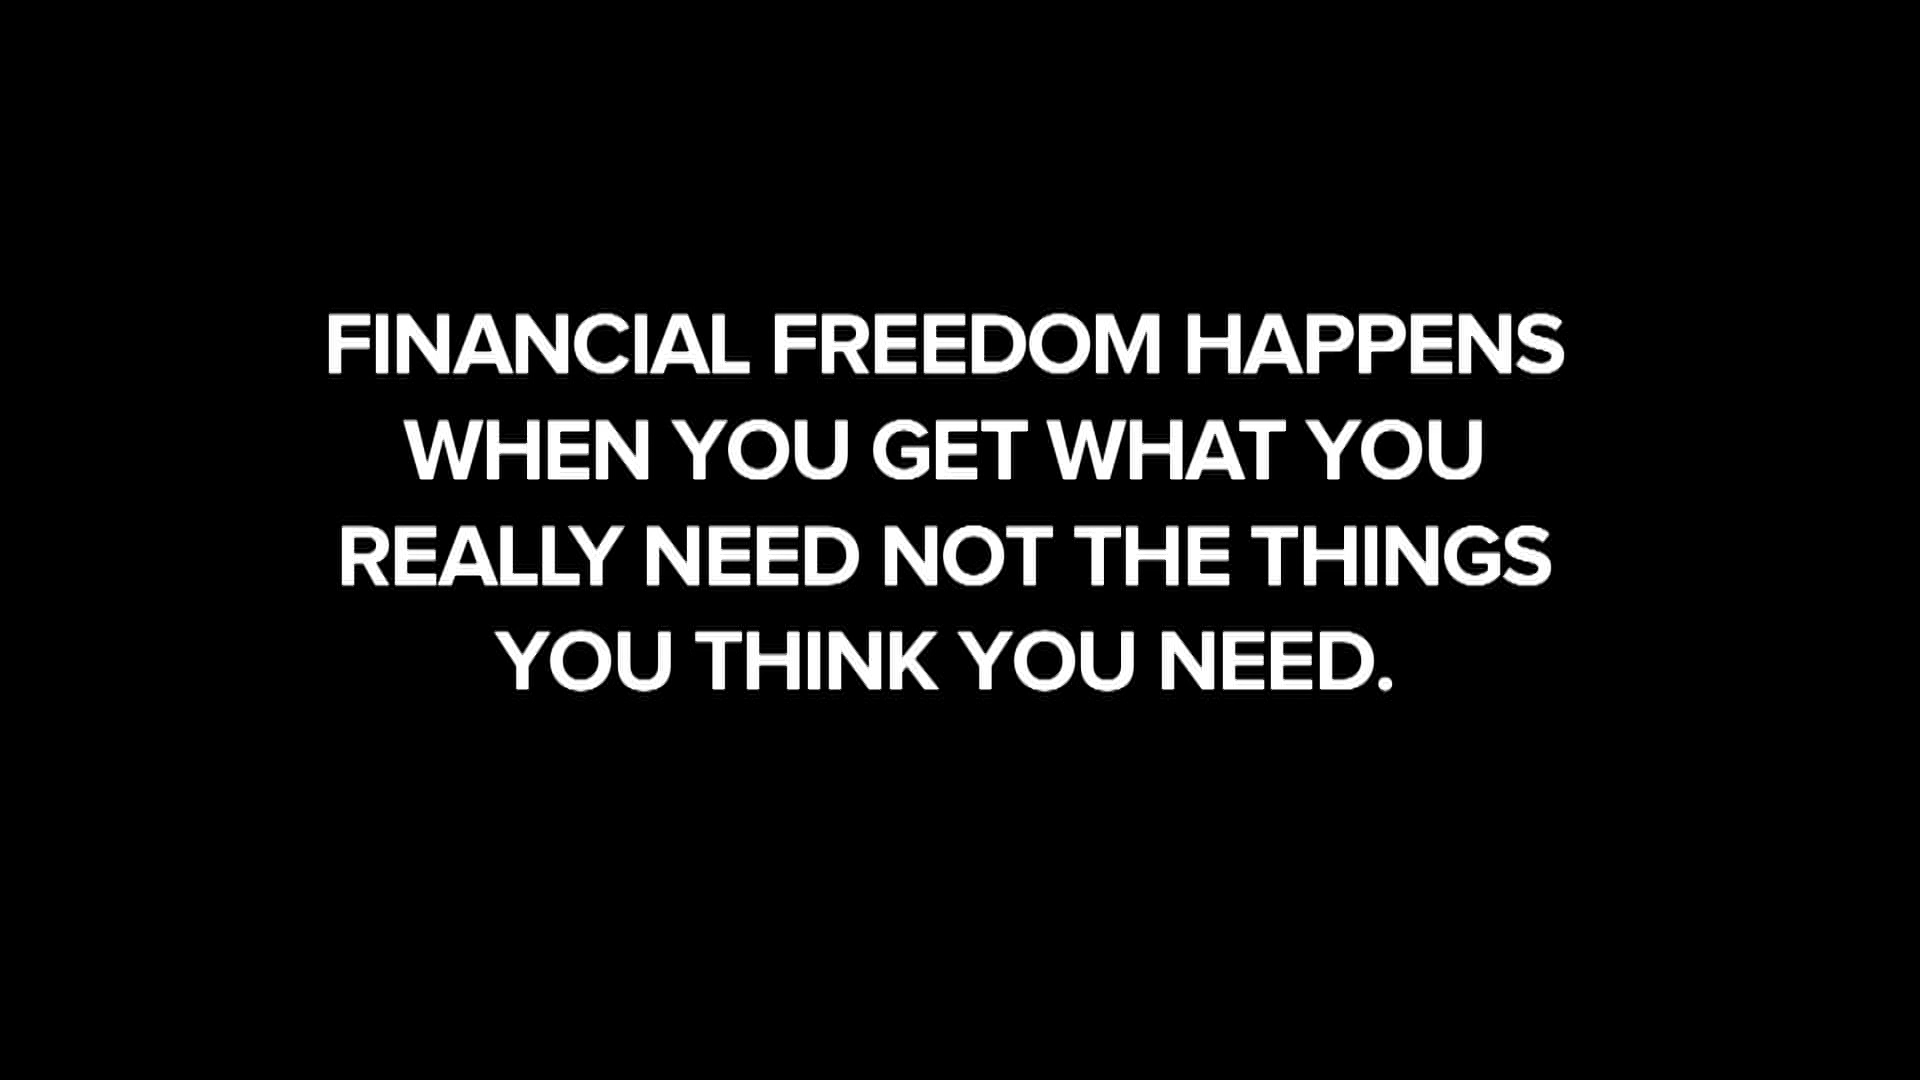 FINANCIAL FREEDOM HAPPENS
WHEN YOU GET WHAT YOU
REALLY NEED NOT THE THINGS
YOU THINK YOU NEED.